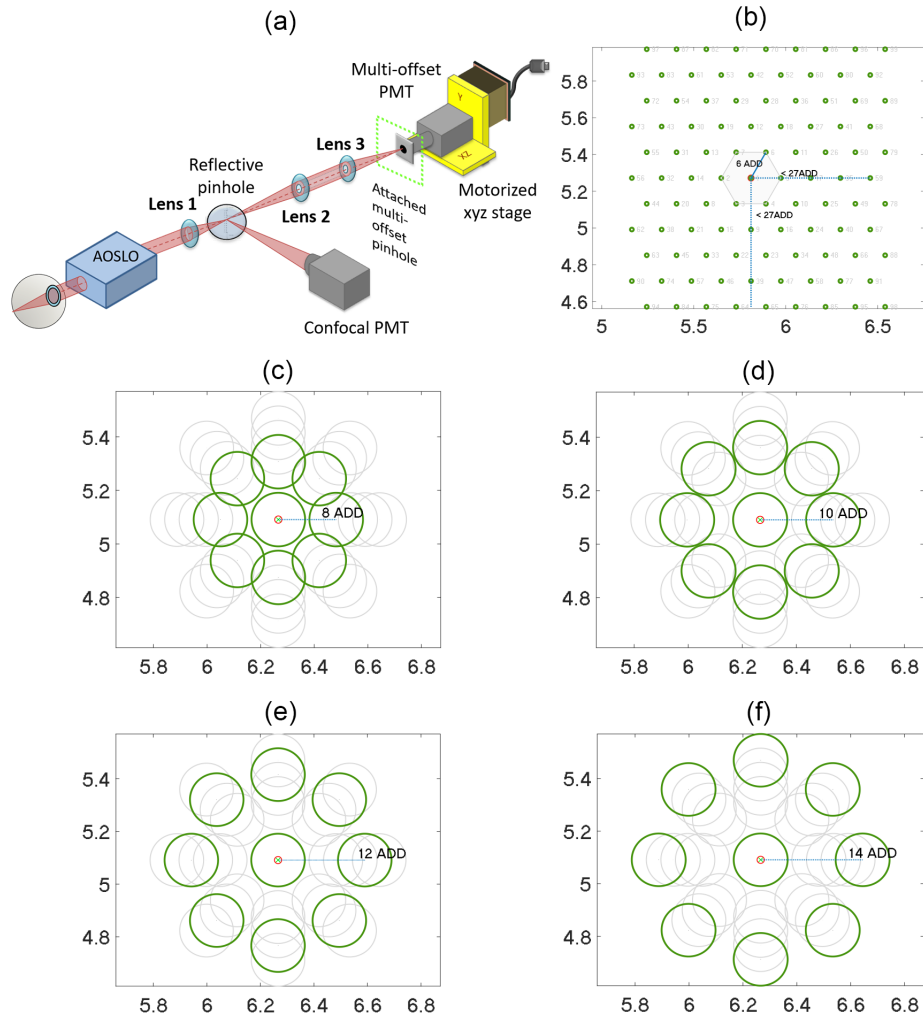 (a)
Multi-offset
PMT
Lens 3
Reflective
pinhole
Lens 1
Lens 2
AOSLO
Y
XZ
Attached
multi-
offset
pinhole
Motorized
xyz stage
Confocal PMT
(b)
5.8
5.6
5.4
5.2
5
4.8
4.6
6 ADD
< 27ADD
< 27ADD
5 5.5 6 6.5
(c)
5.4
5.2
5
4.8
8 ADD
5.8 6 6.2 6.4 6.6 6.8
(d)
5.4
5.2
5
4.8
10 ADD
5.8 6 6.2 6.4 6.6 6.8
(e)
5.4
5.2
5
4.8
12 ADD
5.8 6 6.2 6.4 6.6 6.8
(f)
5.4
5.2
5
4.8
14 ADD
5.8 6 6.2 6.4 6.6 6.8